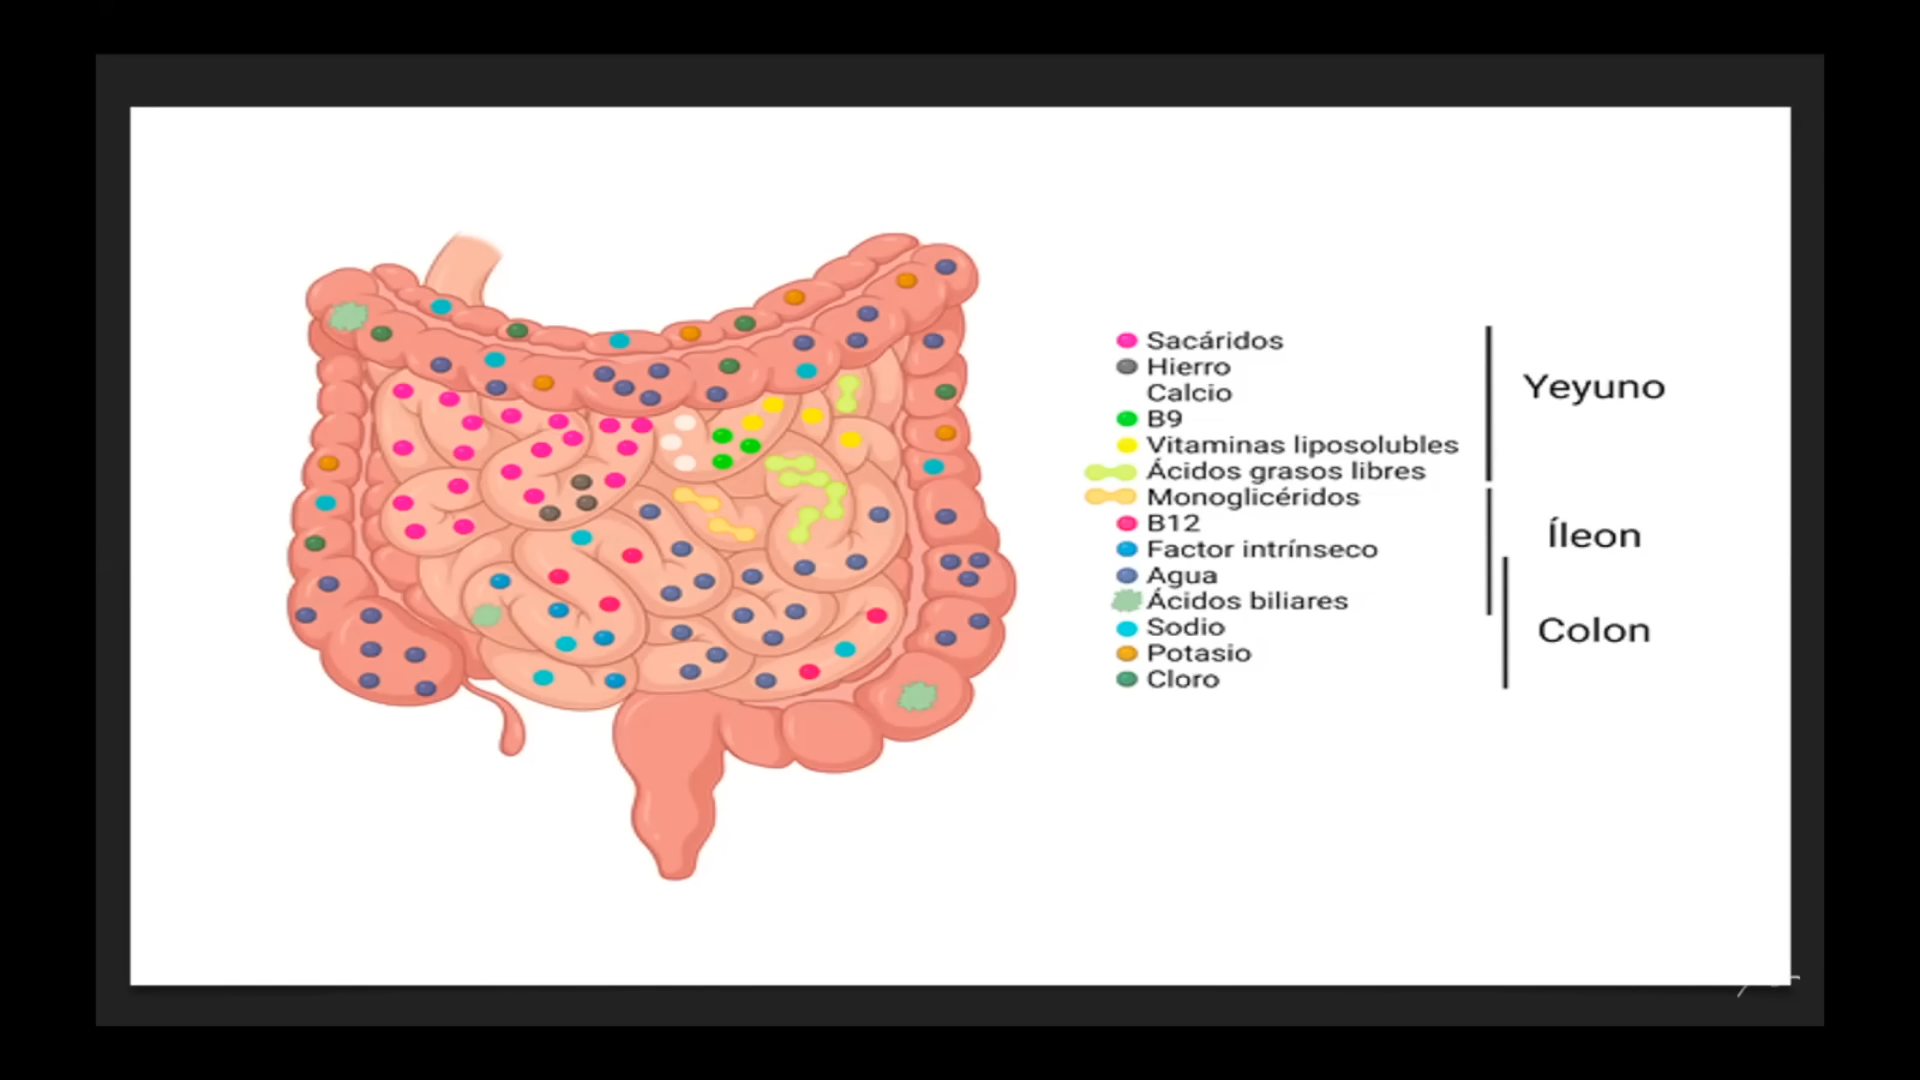 Sacáridos
Hierro
Calcio
B9
Vitaminas liposolubles
Ácidos grasos libres
Monoglicéridos
B12
Factor intrínseco
Agua
Ácidos biliares
Sodio
Potasio
Cloro
Yeyuno
Íleon
Colon